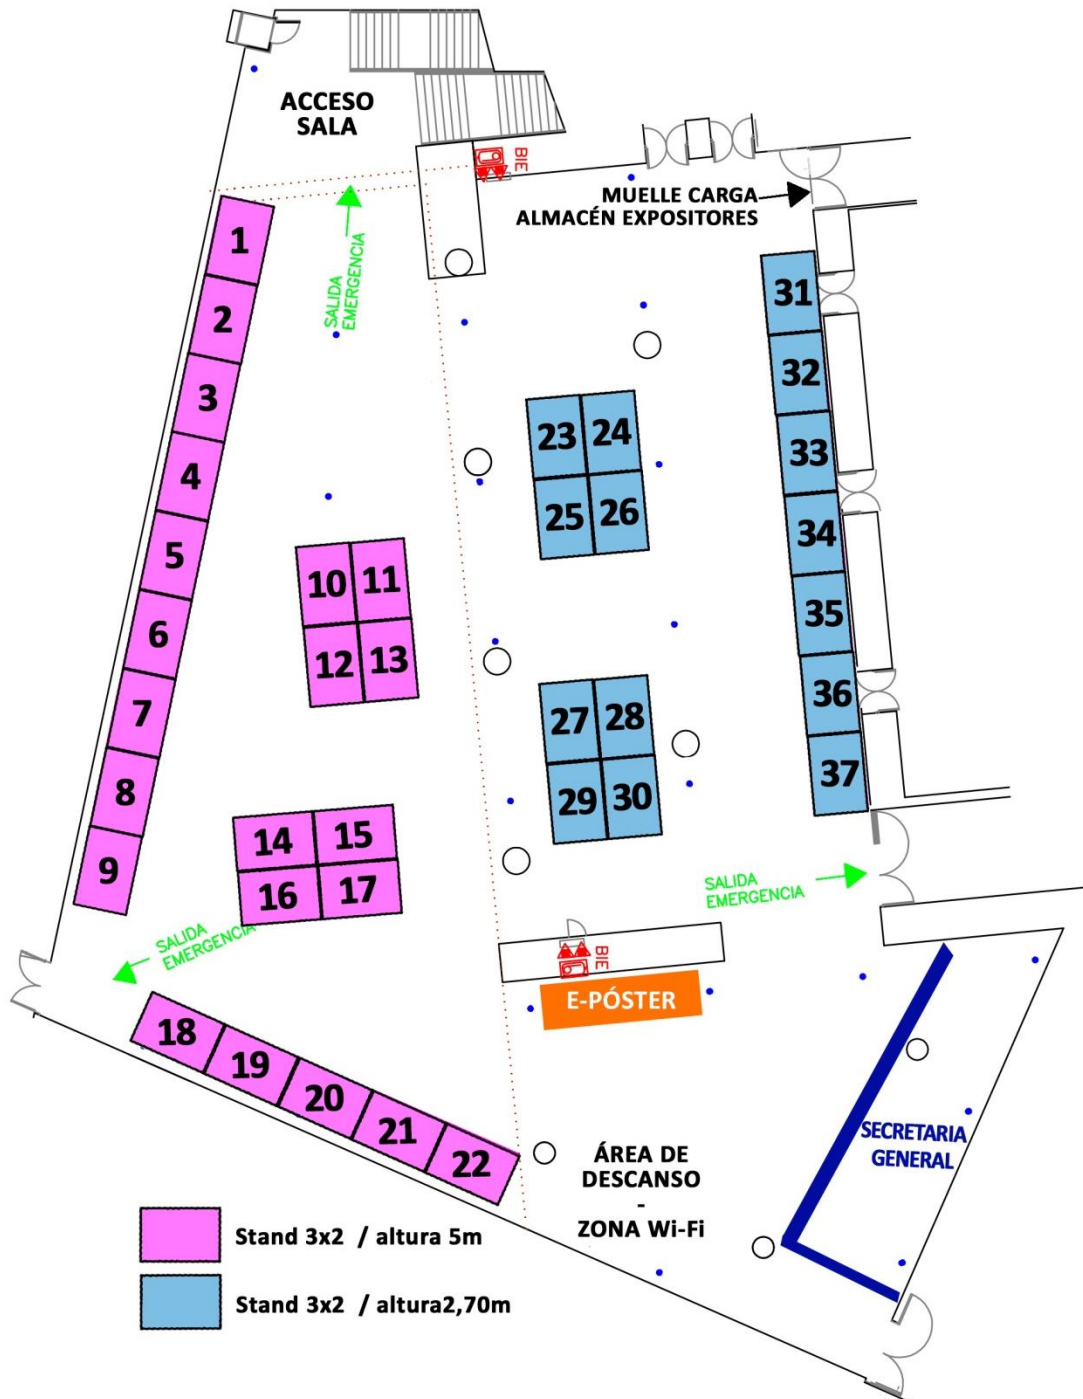 ACCESO
SALA
BIE
MUELLE CARGA
ALMACÉN EXPOSITORES
SALIDA
EMERGENCIA
1
2
3
4
5
6
7
8
9
10
11
12
13
14
15
16
17
18
19
20
21
22
23
24
25
26
27
28
29
30
31
32
33
34
35
36
37
SALIDA
EMERGENCIA
SALIDA
EMERGENCIA
BIE
E-PÓSTER
ÁREA DE
DESCANSO
-
ZONA Wi-Fi
SECRETARIA
GENERAL
Stand 3x2 / altura 5m
Stand 3x2 / altura2,70m